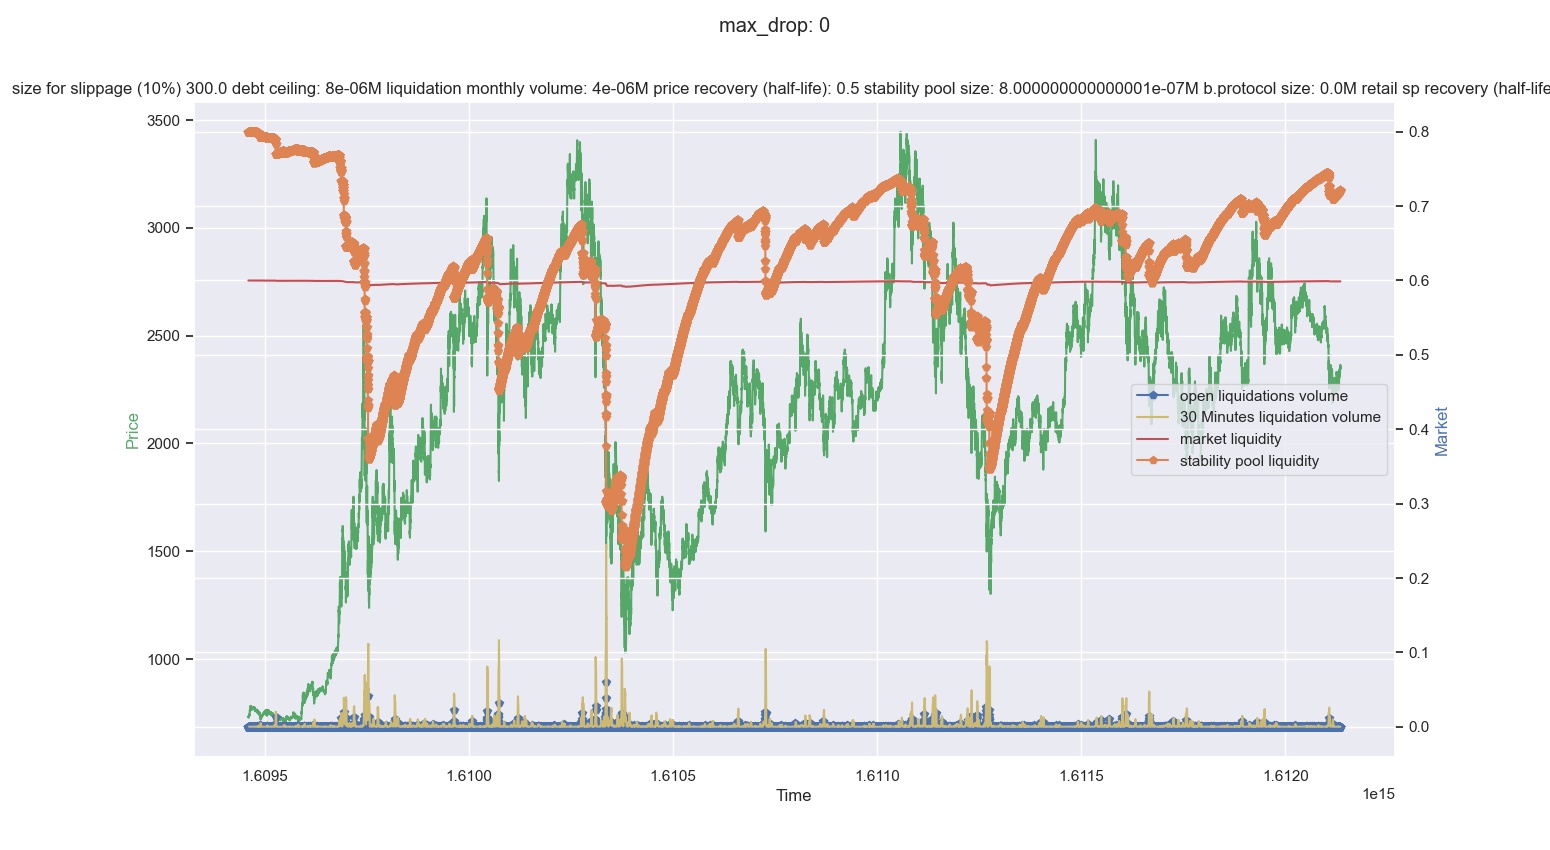 max_drop: 0
size for slippage (10%) 300.0 debt ceiling: 8e-06M liquidation monthly volume: 4e-06M price recovery (half-life): 0.5 stability pool size: 8.000000000000001e-07M b.protocol size: 0.0M retail sp recovery (half-life
3500
3000
2500
2000
1500
1000
Price
0.8
0.7
0.6
0.5
0.4
0.3
0.2
0.1
0.0
Market
open liquidations volume
30 Minutes liquidation volume
market liquidity
stability pool liquidity
1.6095
1.6100
1.6105
1.6110
1.6115
1.6120
1e15
Time